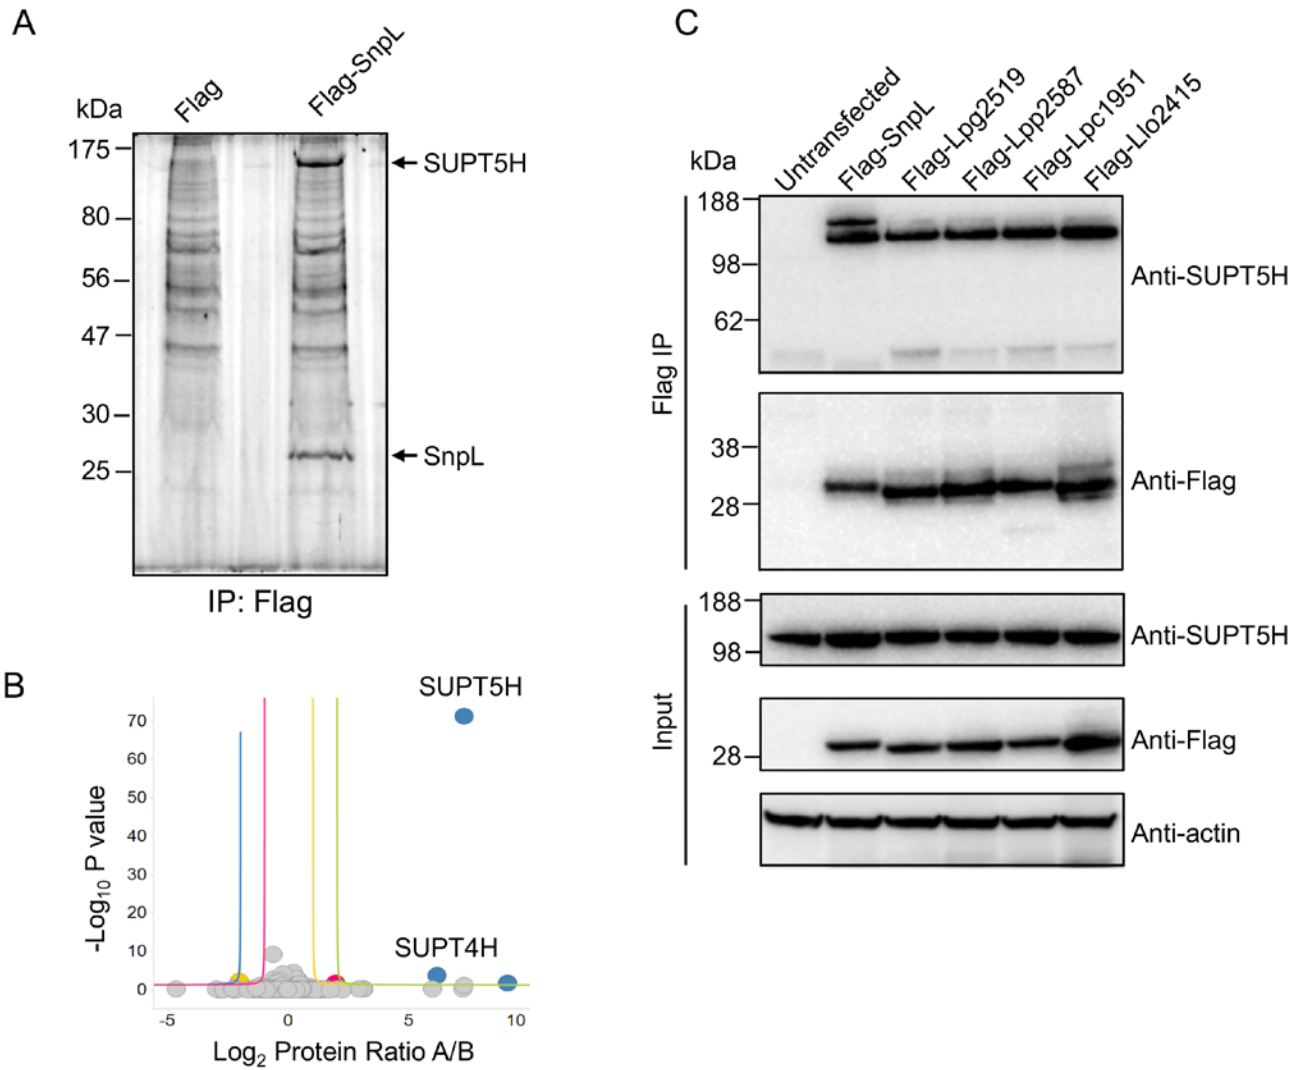 A
Flag
Flag-SnpL
kDa
175
80
56
47
30
25
SUPT5H
SnpL
IP: Flag
B
SUPT5H
SUPT4H
-Log10 P value
70
60
50
40
30
20
10
0
-5
0
5
10
Log2 Protein Ratio A/B
C
Untransfected
Flag-SnpL
Flag-Lpg2519
Flag-Lpp2587
Flag-Lpc1951
Flag-Llo2415
kDa
188
98
62
Anti-SUPT5H
Flag IP
38
28
Anti-Flag
188
98
Anti-SUPT5H
Input
28
Anti-Flag
Anti-actin